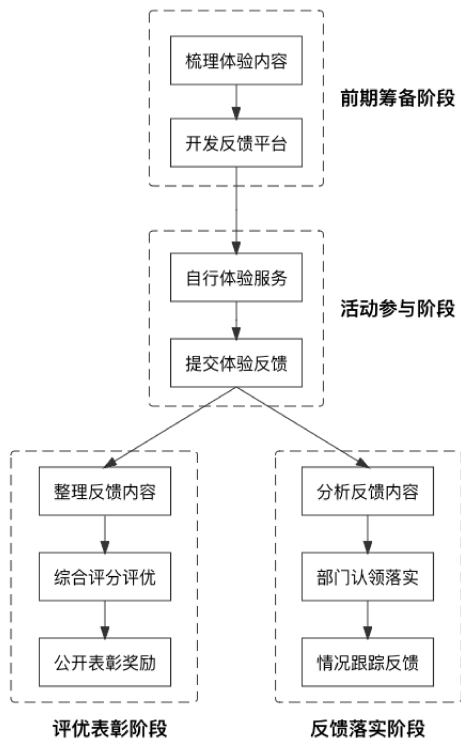 梳理体验内容
前期筹备阶段
开发反馈平台
自行体验服务
活动参与阶段
提交体验反馈
整理反馈内容
综合评分评优
公开表彰奖励
评优表彰阶段
分析反馈内容
部门认领落实
情况跟踪反馈
反馈落实阶段